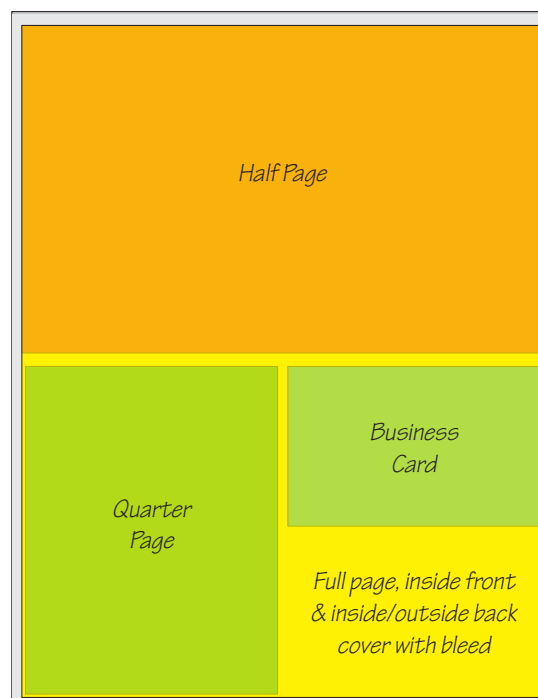 Half Page
Business
Card
Quarter
Page
Full page, inside front
& inside/outside back
cover with bleed